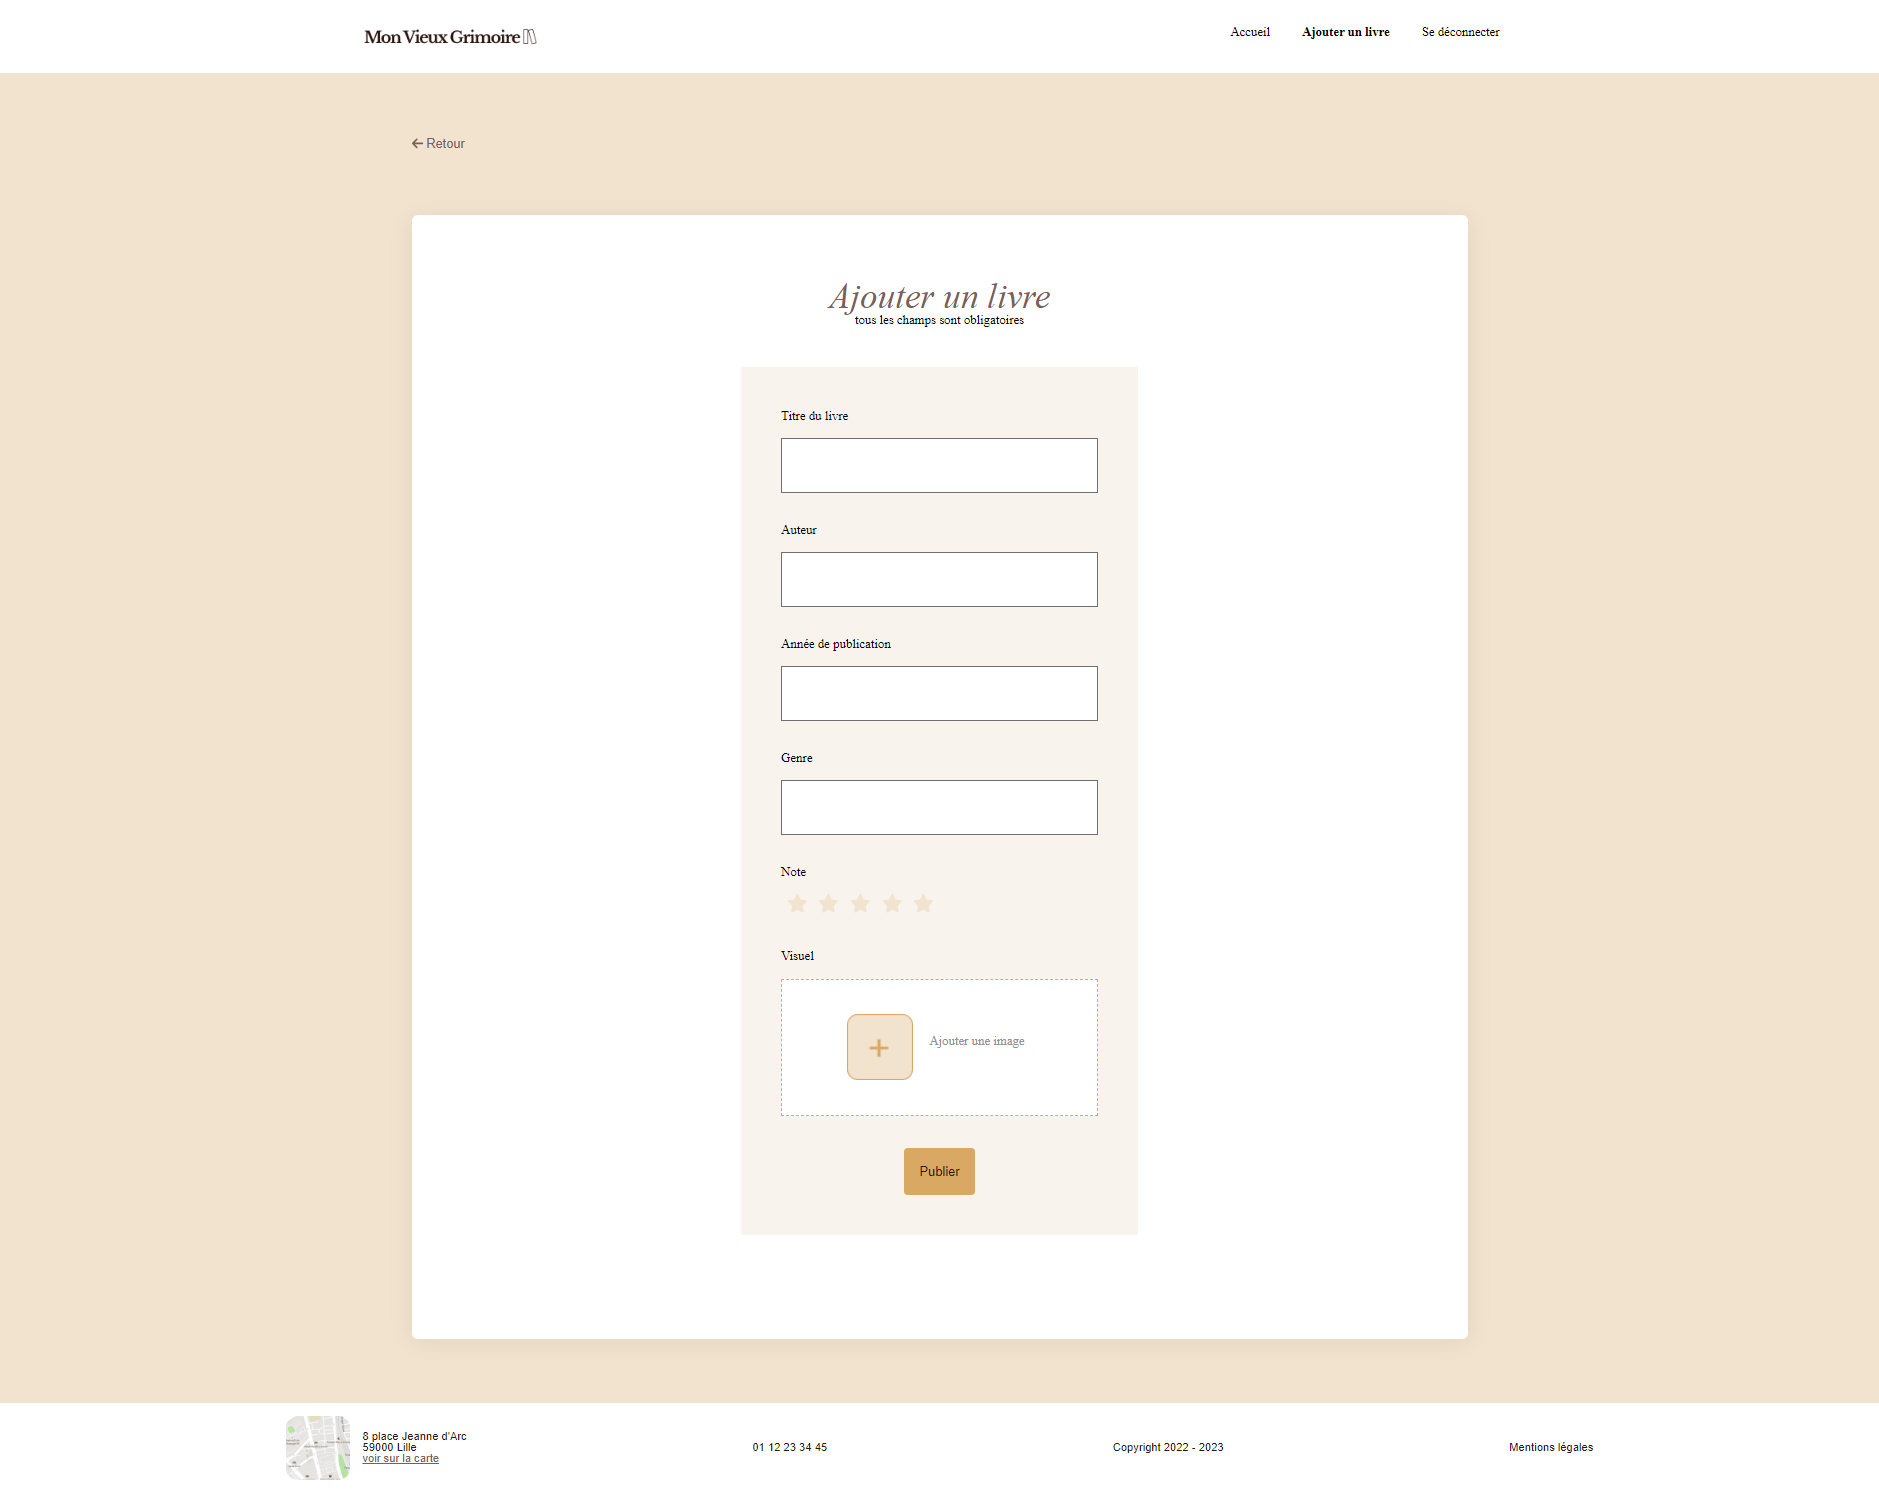 Mon Vieux Grimoire
Accueil
Ajouter un livre
Se déconnecter
Retour
Ajouter un livre
tous les champs sont obligatoires
Titre du livre
Auteur
Année de publication
Genre
Note
Visuel
Ajouter une image
Publier
8 place Jeanne d'Arc
59000 Lille
voir sur la carte
01 12 23 34 45
Copyright 2022 - 2023
Mentions légales